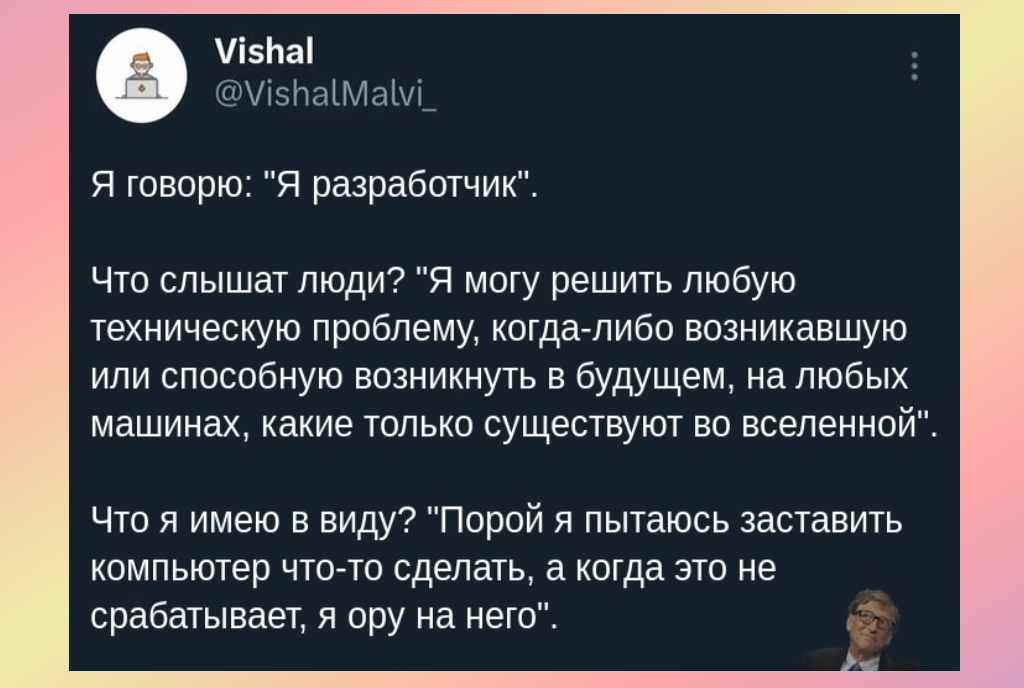 Vishal
@VishalMalvi_
Я говорю: "Я разработчик".
Что слышат люди? "Я могу решить любую
техническую проблему, когда-либо возникавшую
или способную возникнуть в будущем, на любых
машинах, какие только существуют во вселенной".
Что я имею в виду? "Порой я пытаюсь заставить
компьютер что-то сделать, а когда это не
срабатывает, я ору на него".